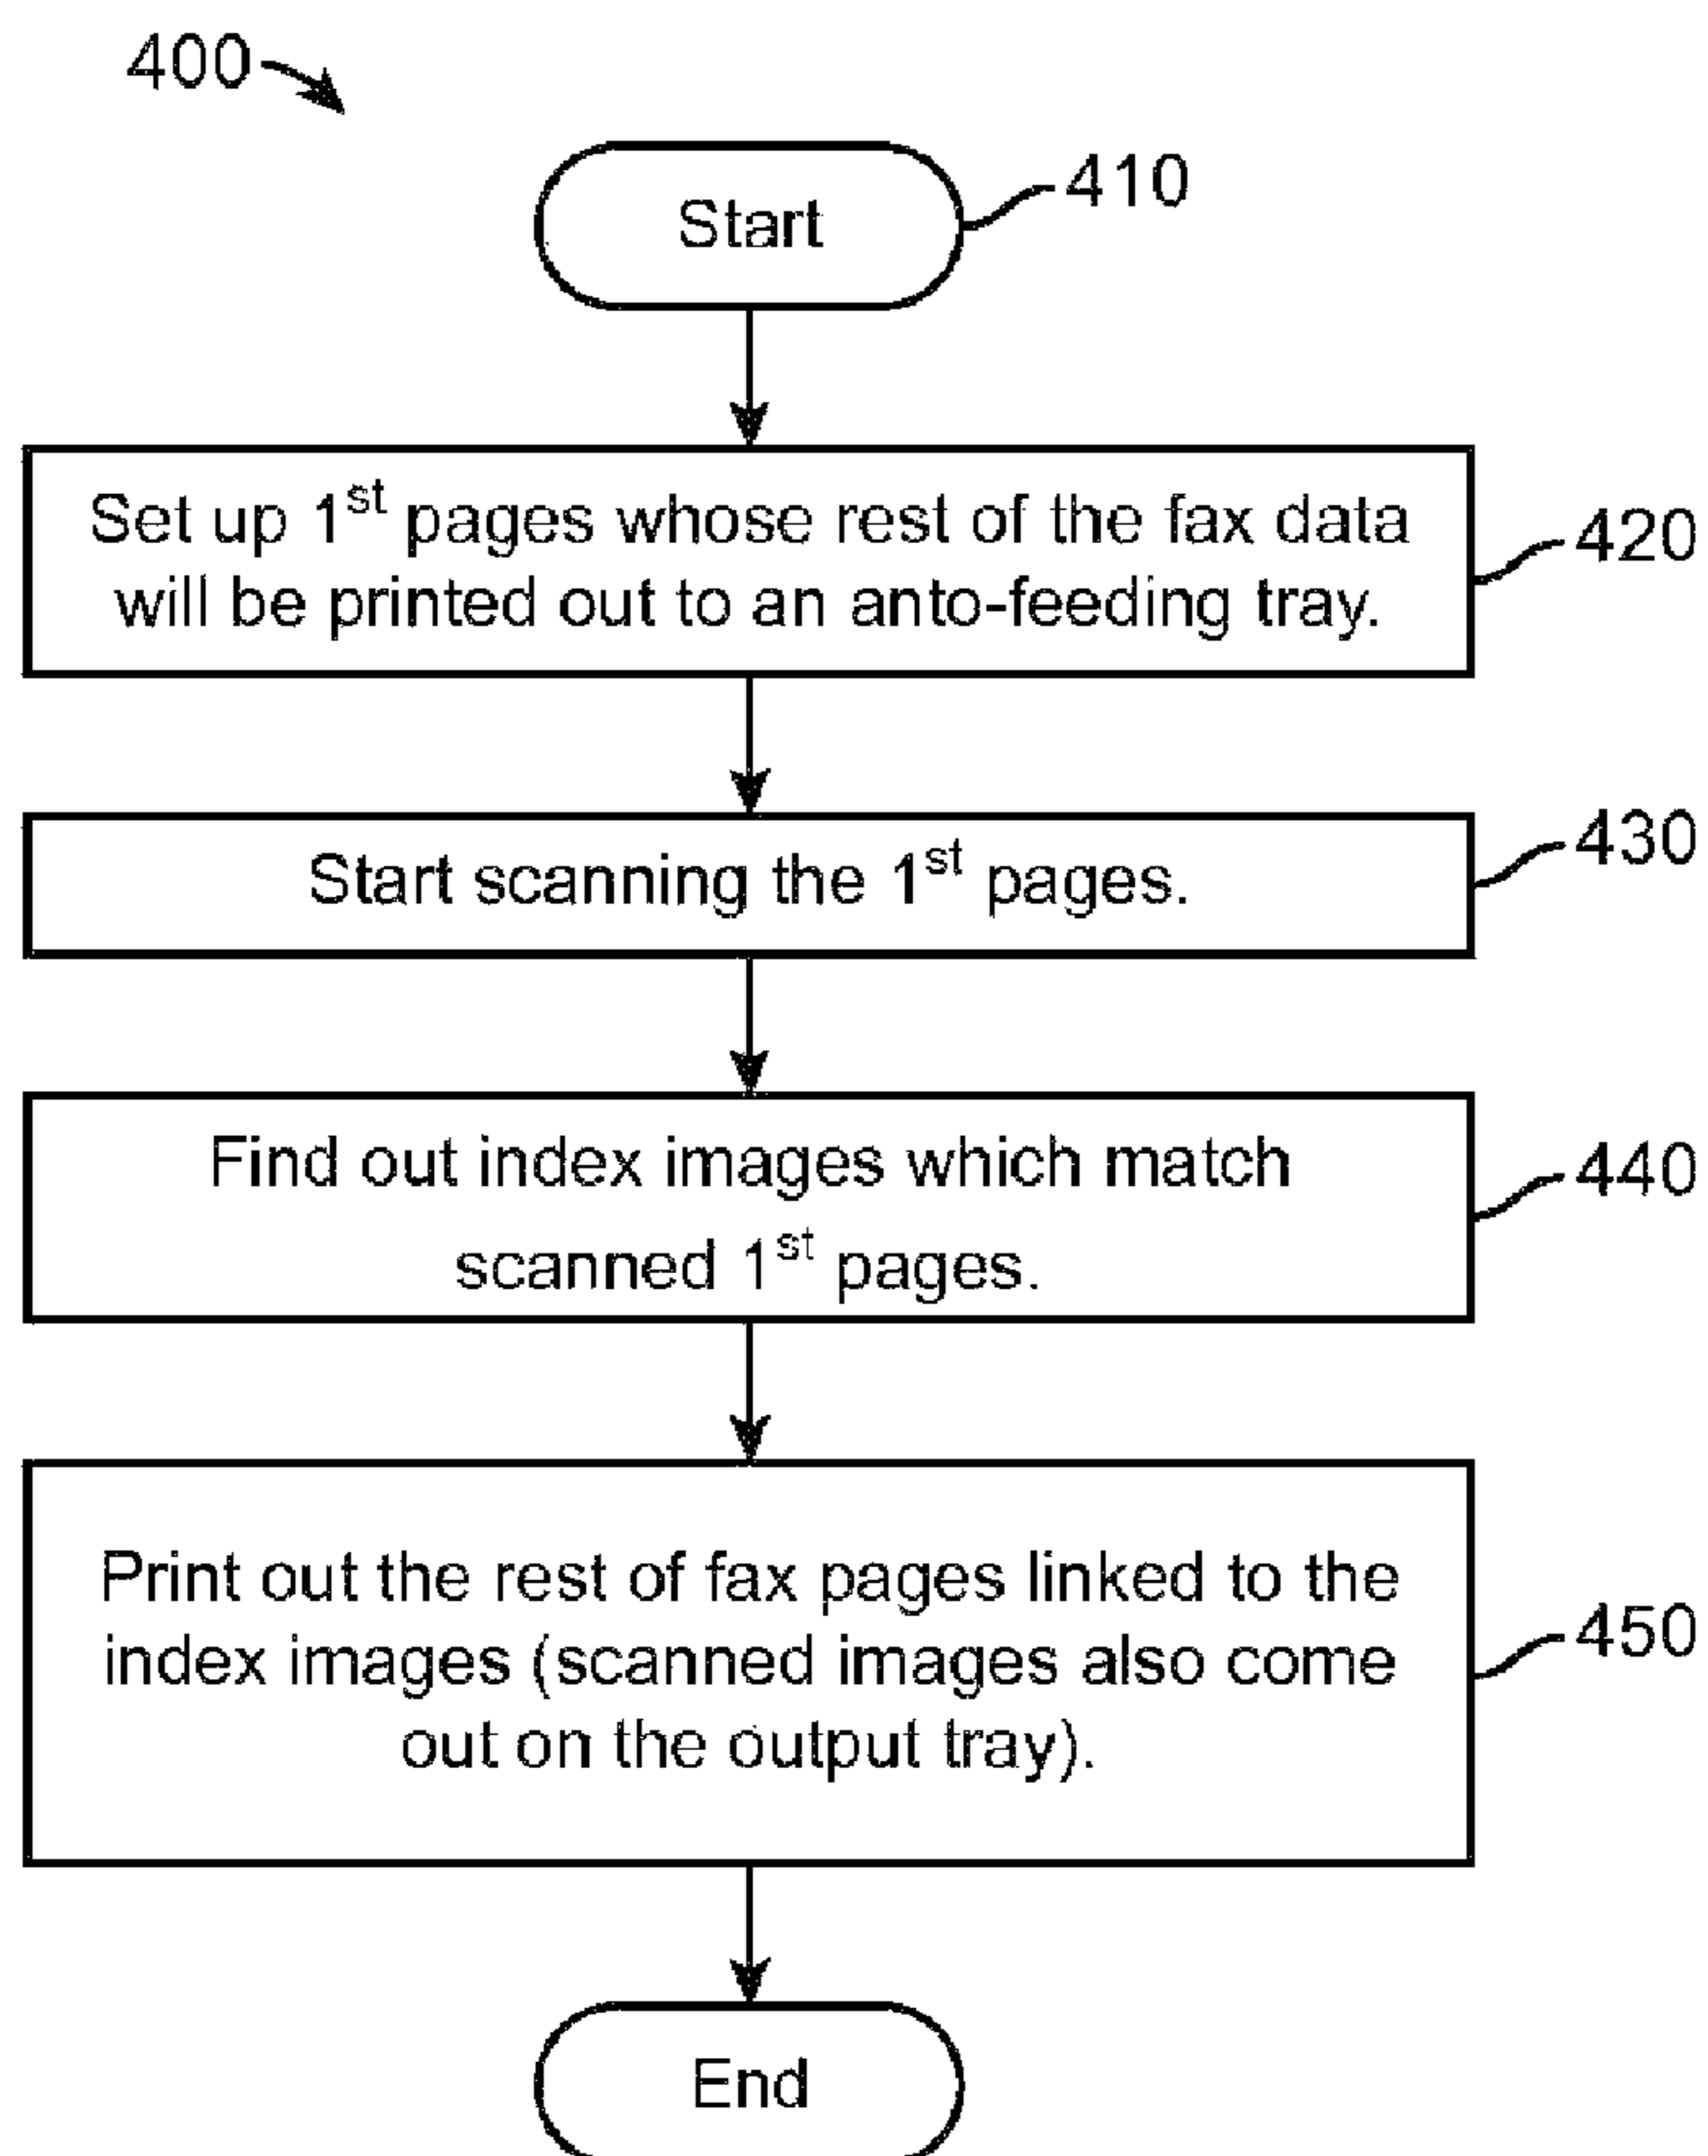 400
Start
410
Set up 1st pages whose rest of the fax data
will be printed out to an anto-feeding tray.
420
Start scanning the 1st pages.
430
Find out index images which match
scanned 1st pages.
440
Print out the rest of fax pages linked to the
index images (scanned images also come
out on the output tray).
450
End